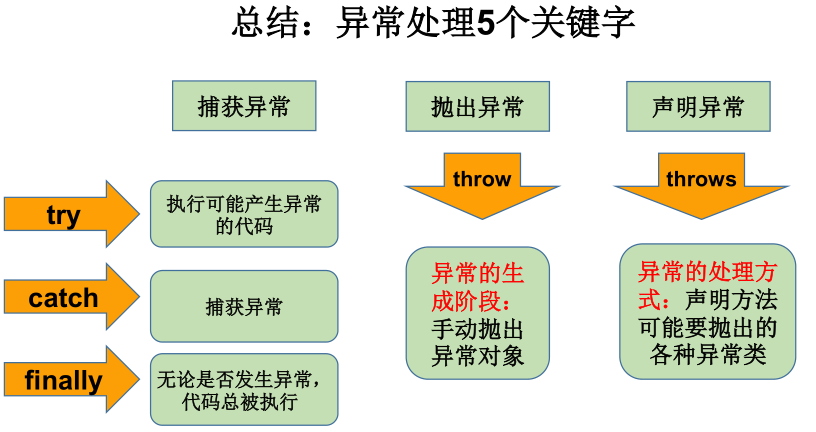 总结：异常处理5个关键字
捕获异常
抛出异常
声明异常
try
执行可能产生异常
的代码
catch
捕获异常
finally
无论是否发生异常，
代码总被执行
throw
异常的生
成阶段：
手动抛出
异常对象
throws
异常的处理方
式：声明方法
可能要抛出的
各种异常类